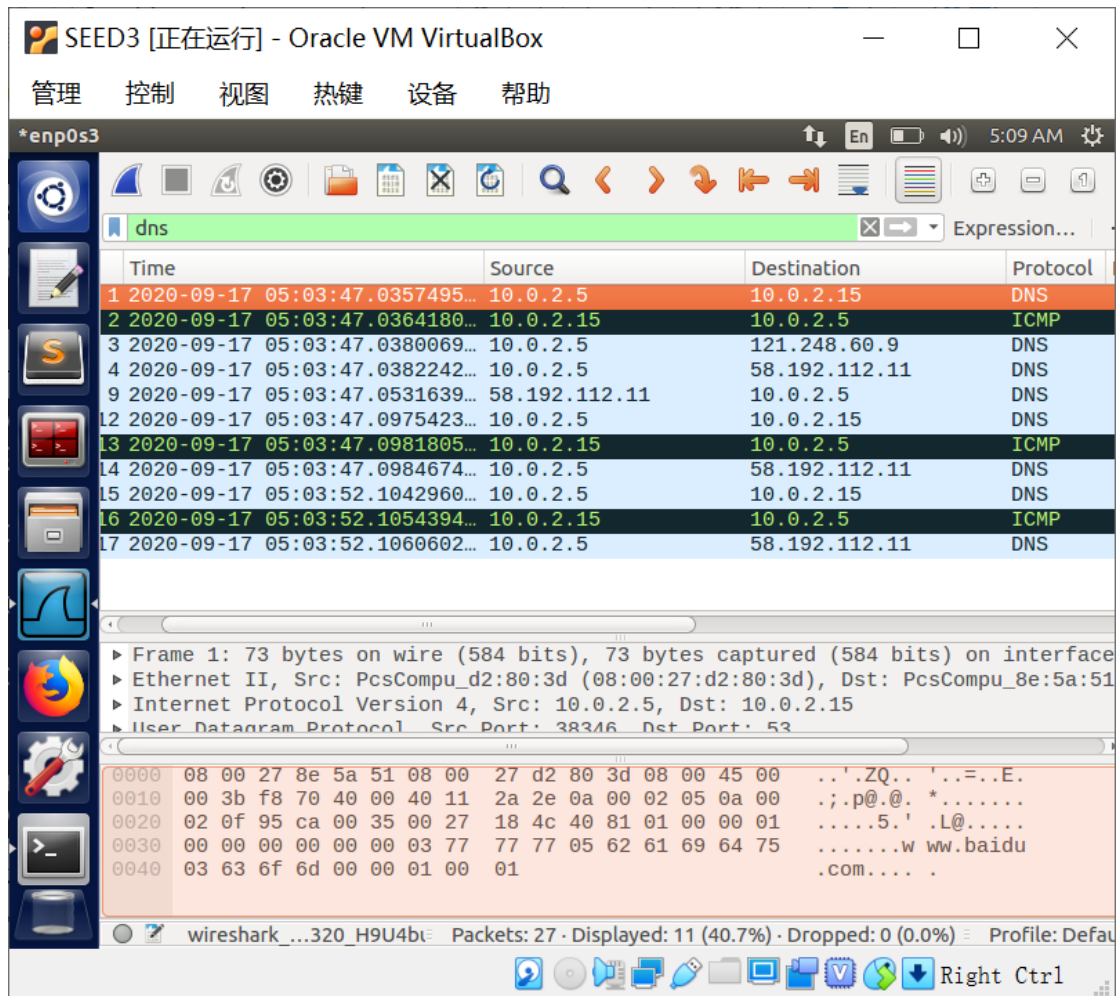 SEED3 [正在运行] - Oracle VM VirtualBox
管理 控制 视图 热键 设备 帮助
*enp0s3 En 5:09 AM
dns Expression…
Time Source Destination Protocol
1 2020-09-17 05:03:47.0357495… 10.0.2.5 10.0.2.15 DNS
2 2020-09-17 05:03:47.0364180… 10.0.2.15 10.0.2.5 ICMP
3 2020-09-17 05:03:47.0380069… 10.0.2.5 121.248.60.9 DNS
4 2020-09-17 05:03:47.0382242… 10.0.2.5 58.192.112.11 DNS
9 2020-09-17 05:03:47.0531639… 58.192.112.11 10.0.2.5 DNS
12 2020-09-17 05:03:47.0975423… 10.0.2.5 10.0.2.15 DNS
13 2020-09-17 05:03:47.0981805… 10.0.2.15 10.0.2.5 ICMP
14 2020-09-17 05:03:47.0984674… 10.0.2.5 58.192.112.11 DNS
15 2020-09-17 05:03:52.1042960… 10.0.2.5 10.0.2.15 DNS
16 2020-09-17 05:03:52.1054394… 10.0.2.15 10.0.2.5 ICMP
17 2020-09-17 05:03:52.1060602… 10.0.2.5 58.192.112.11 DNS
Frame 1: 73 bytes on wire (584 bits), 73 bytes captured (584 bits) on interface
Ethernet II, Src: PcsCompu_d2:80:3d (08:00:27:d2:80:3d), Dst: PcsCompu_8e:5a:51
Internet Protocol Version 4, Src: 10.0.2.5, Dst: 10.0.2.15
User Datagram Protocol, Src Port: 38346, Dst Port: 53
0000 08 00 27 8e 5a 51 08 00 27 d2 80 3d 08 00 45 00 ..'.ZQ.. '..=..E.
0010 00 3b f8 70 40 00 40 11 2a 2e 0a 00 02 05 0a 00 .;.p@.@. *.......
0020 02 0f 95 ca 00 35 00 27 18 4c 40 81 01 00 00 01 .....5.' .L@.....
0030 00 00 00 00 00 00 03 77 77 77 05 62 61 69 64 75 .......w ww.baidu
0040 03 63 6f 6d 00 00 01 00 01 .com.... .
wireshark_…320_H9U4bu Packets: 27 · Displayed: 11 (40.7%) · Dropped: 0 (0.0%) Profile: Defau
Right Ctrl